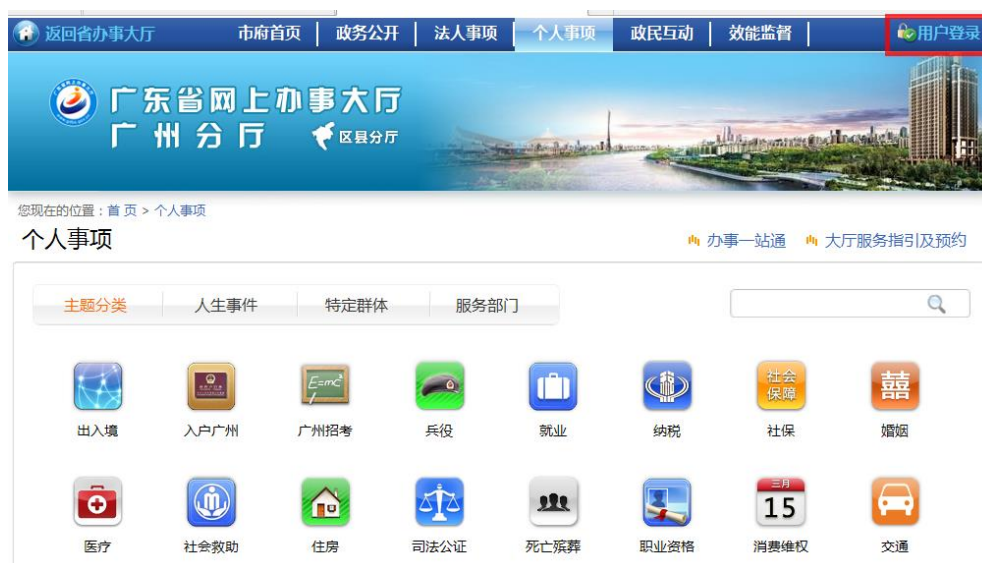 返回省办事大厅 市府首页 政务公开 法人事项 个人事项 政民互动 效能监督 用户登录
广东省网上办事大厅
广州分厅 区县分厅
您现在的位置：首 页 > 个人事项
个人事项 办事一站通 大厅服务指引及预约
主题分类 人生事件 特定群体 服务部门
E=mc² 社会
保障 囍
出入境 入户广州 广州招考 兵役 就业 纳税 社保 婚姻
三月
15
医疗 社会救助 住房 司法公证 死亡殡葬 职业资格 消费维权 交通